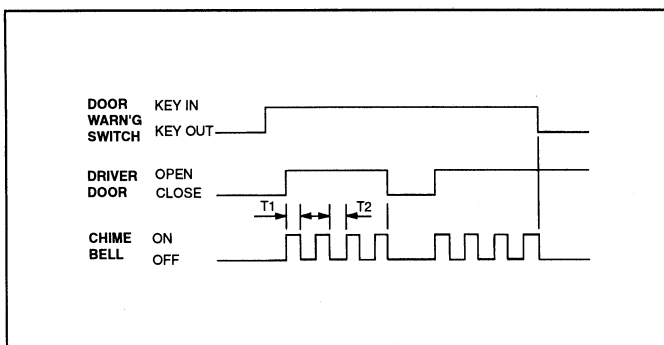 DOOR WARN'G SWITCH
KEY IN
KEY OUT
DRIVER DOOR
OPEN
CLOSE
T1
T2
CHIME BELL
ON
OFF